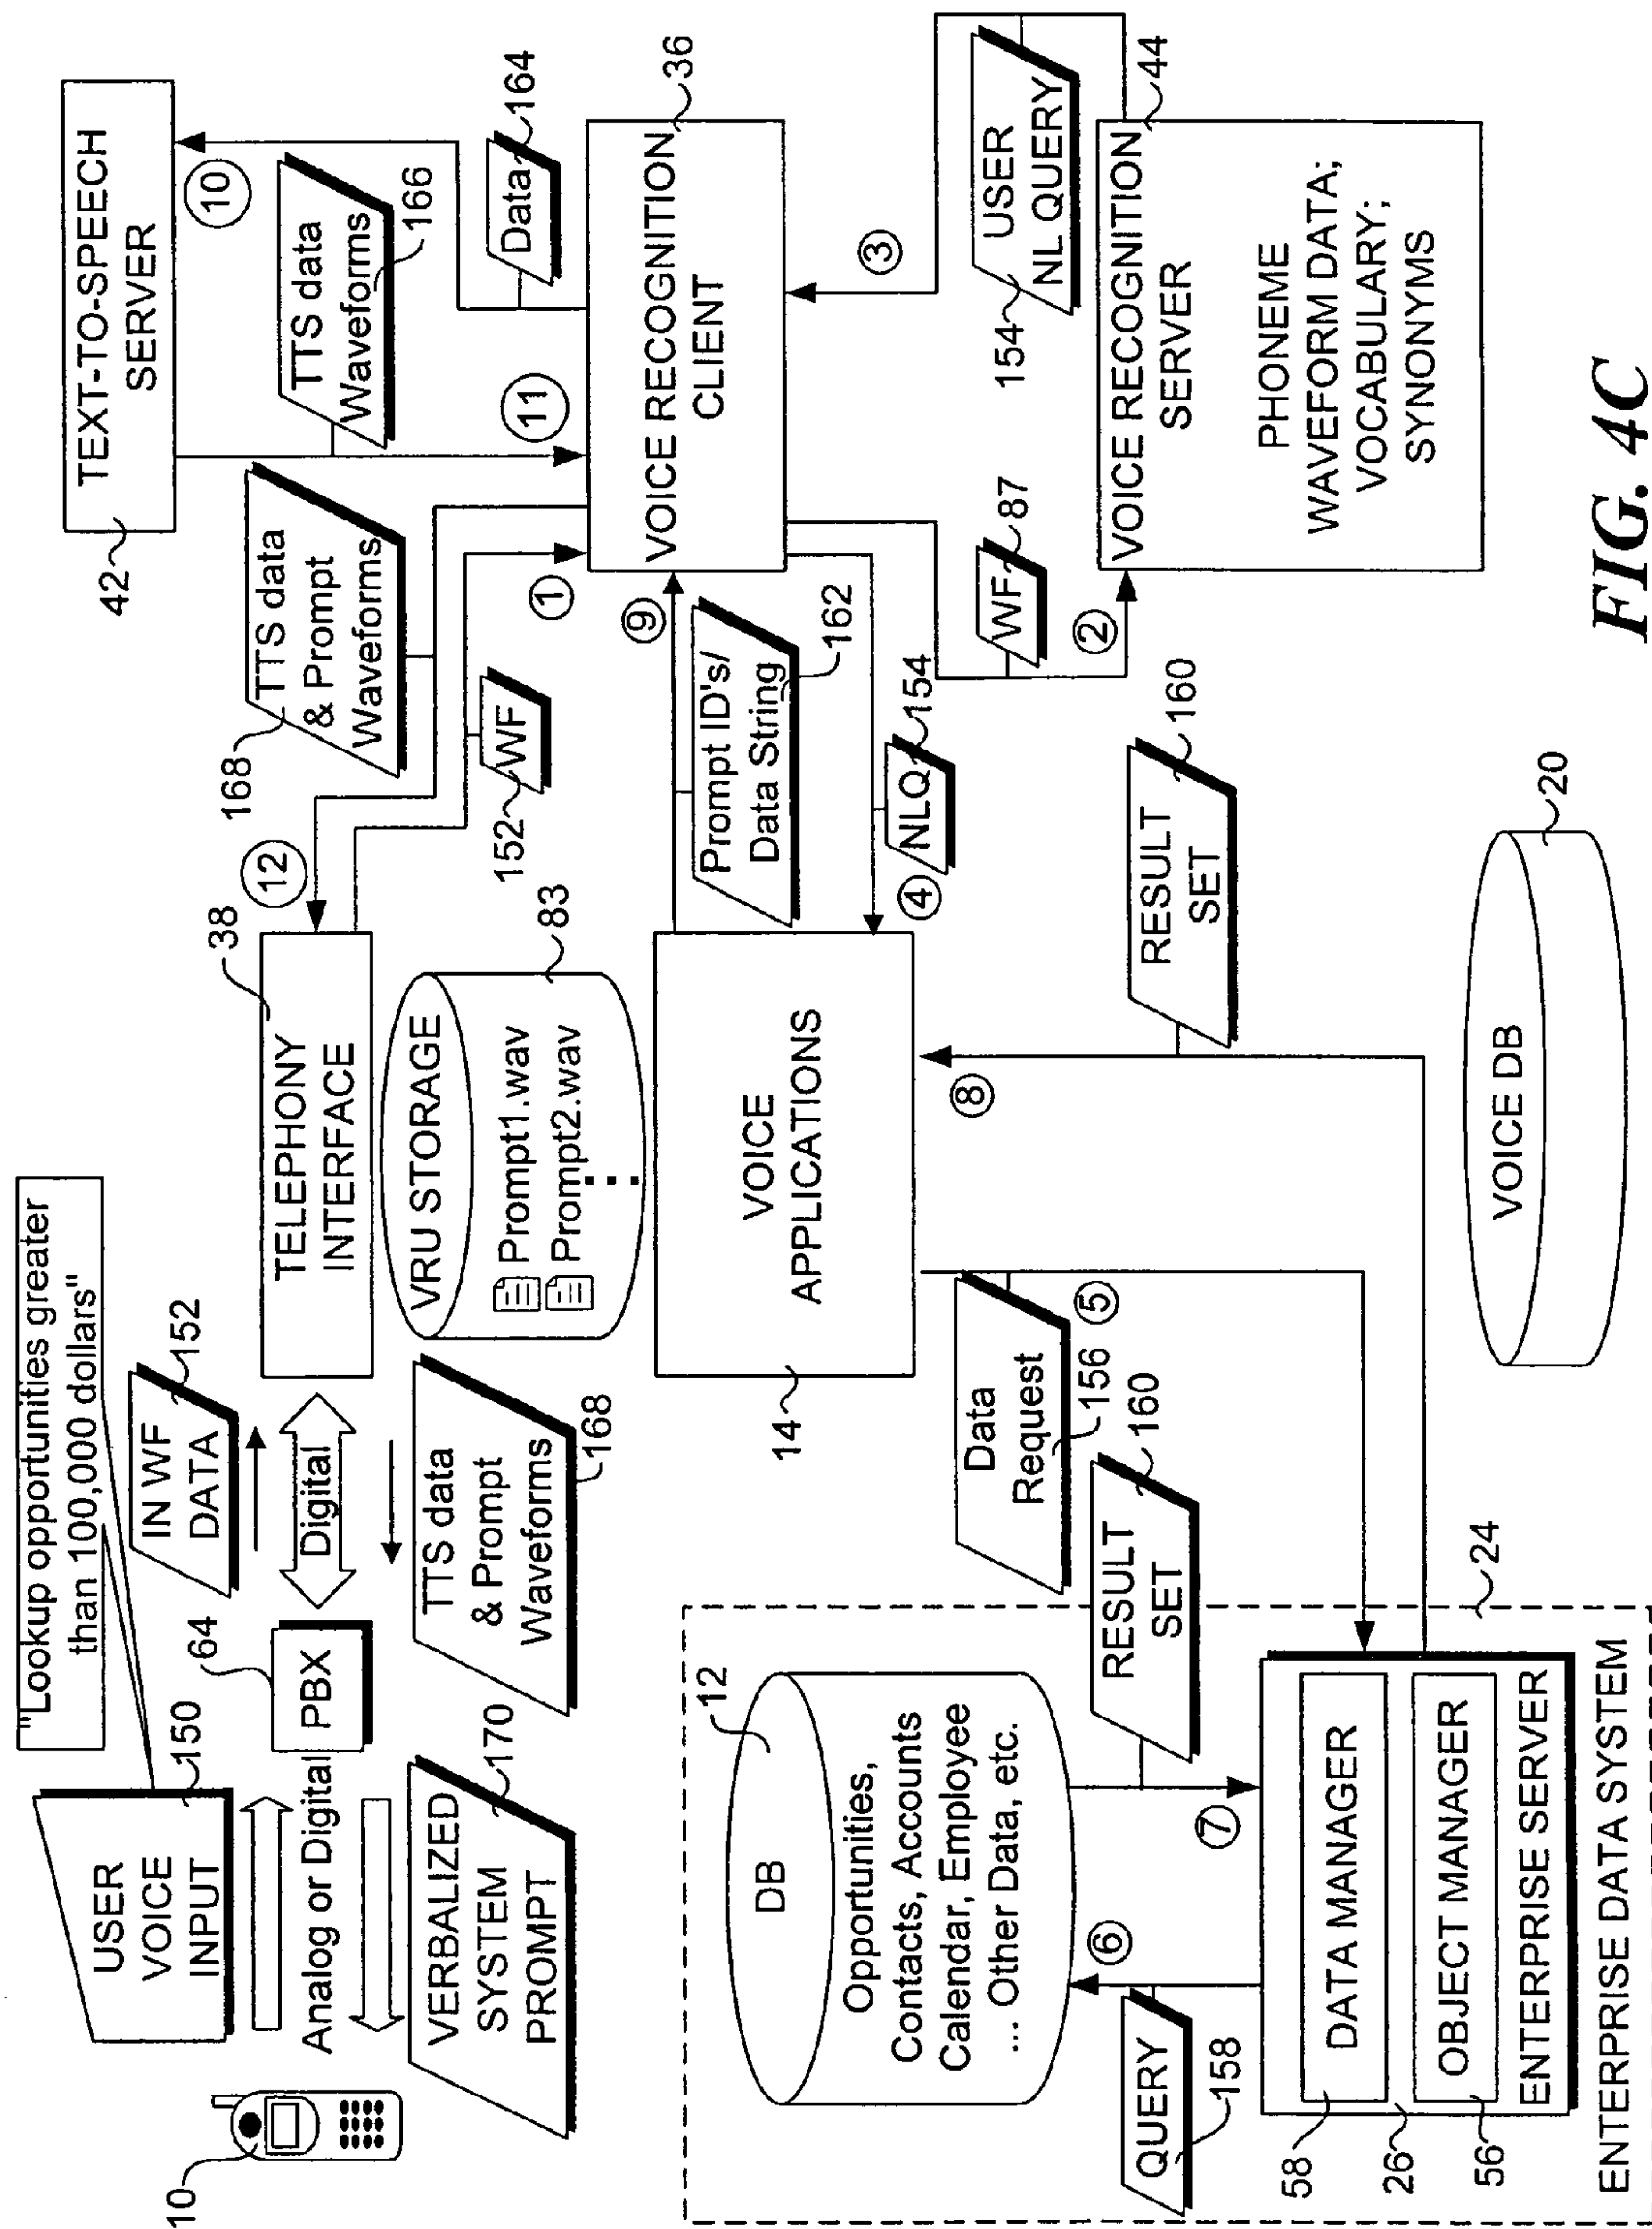 "Lookup opportunities greater
than 100,000 dollars"
USER
VOICE
INPUT
150
10
Analog or Digital
64
PBX
IN WF
DATA
152
Digital
VERBALIZED
SYSTEM
PROMPT
170
TTS data
& Prompt
Waveforms
168
38
TELEPHONY
INTERFACE
12
VRU STORAGE
Prompt1.wav
Prompt2.wav
83
168
TTS data
& Prompt
Waveforms
152
WF
1
42
TEXT-TO-SPEECH
SERVER
10
TTS data
Waveforms
166
11
Data
164
VOICE RECOGNITION
CLIENT
36
9
Prompt ID's/
Data String
162
NLQ
154
4
14
VOICE
APPLICATIONS
WF
87
2
3
154
USER
NL QUERY
VOICE RECOGNITION
SERVER
44
PHONEME
WAVEFORM DATA;
VOCABULARY;
SYNONYMS
Data
Request
156
5
8
RESULT
SET
160
RESULT
SET
160
VOICE DB
20
12
DB
Opportunities,
Contacts, Accounts
Calendar, Employee
... Other Data, etc.
QUERY
158
6
7
58
DATA MANAGER
26
56
OBJECT MANAGER
ENTERPRISE SERVER
ENTERPRISE DATA SYSTEM
24
FIG. 4C